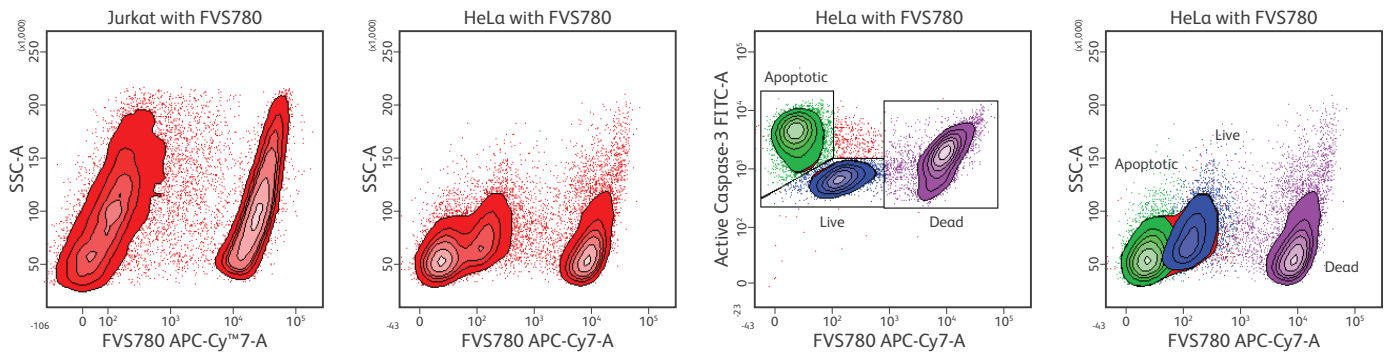 Jurkat with FVS780
(x1,000)
250
200
150
100
50
SSC-A
-106
0 10² 10³ 10⁴ 10⁵
FVS780 APC-Cy™7-A
HeLa with FVS780
(x1,000)
250
200
150
100
50
SSC-A
-43
0 10² 10³ 10⁴ 10⁵
FVS780 APC-Cy7-A
HeLa with FVS780
10⁵
10⁴
10³
10²
0
-23
Active Caspase-3 FITC-A
Apoptotic
Live
Dead
-43
0 10² 10³ 10⁴ 10⁵
FVS780 APC-Cy7-A
HeLa with FVS780
(x1,000)
250
200
150
100
50
SSC-A
Live
Apoptotic
Dead
-43
0 10² 10³ 10⁴ 10⁵
FVS780 APC-Cy7-A